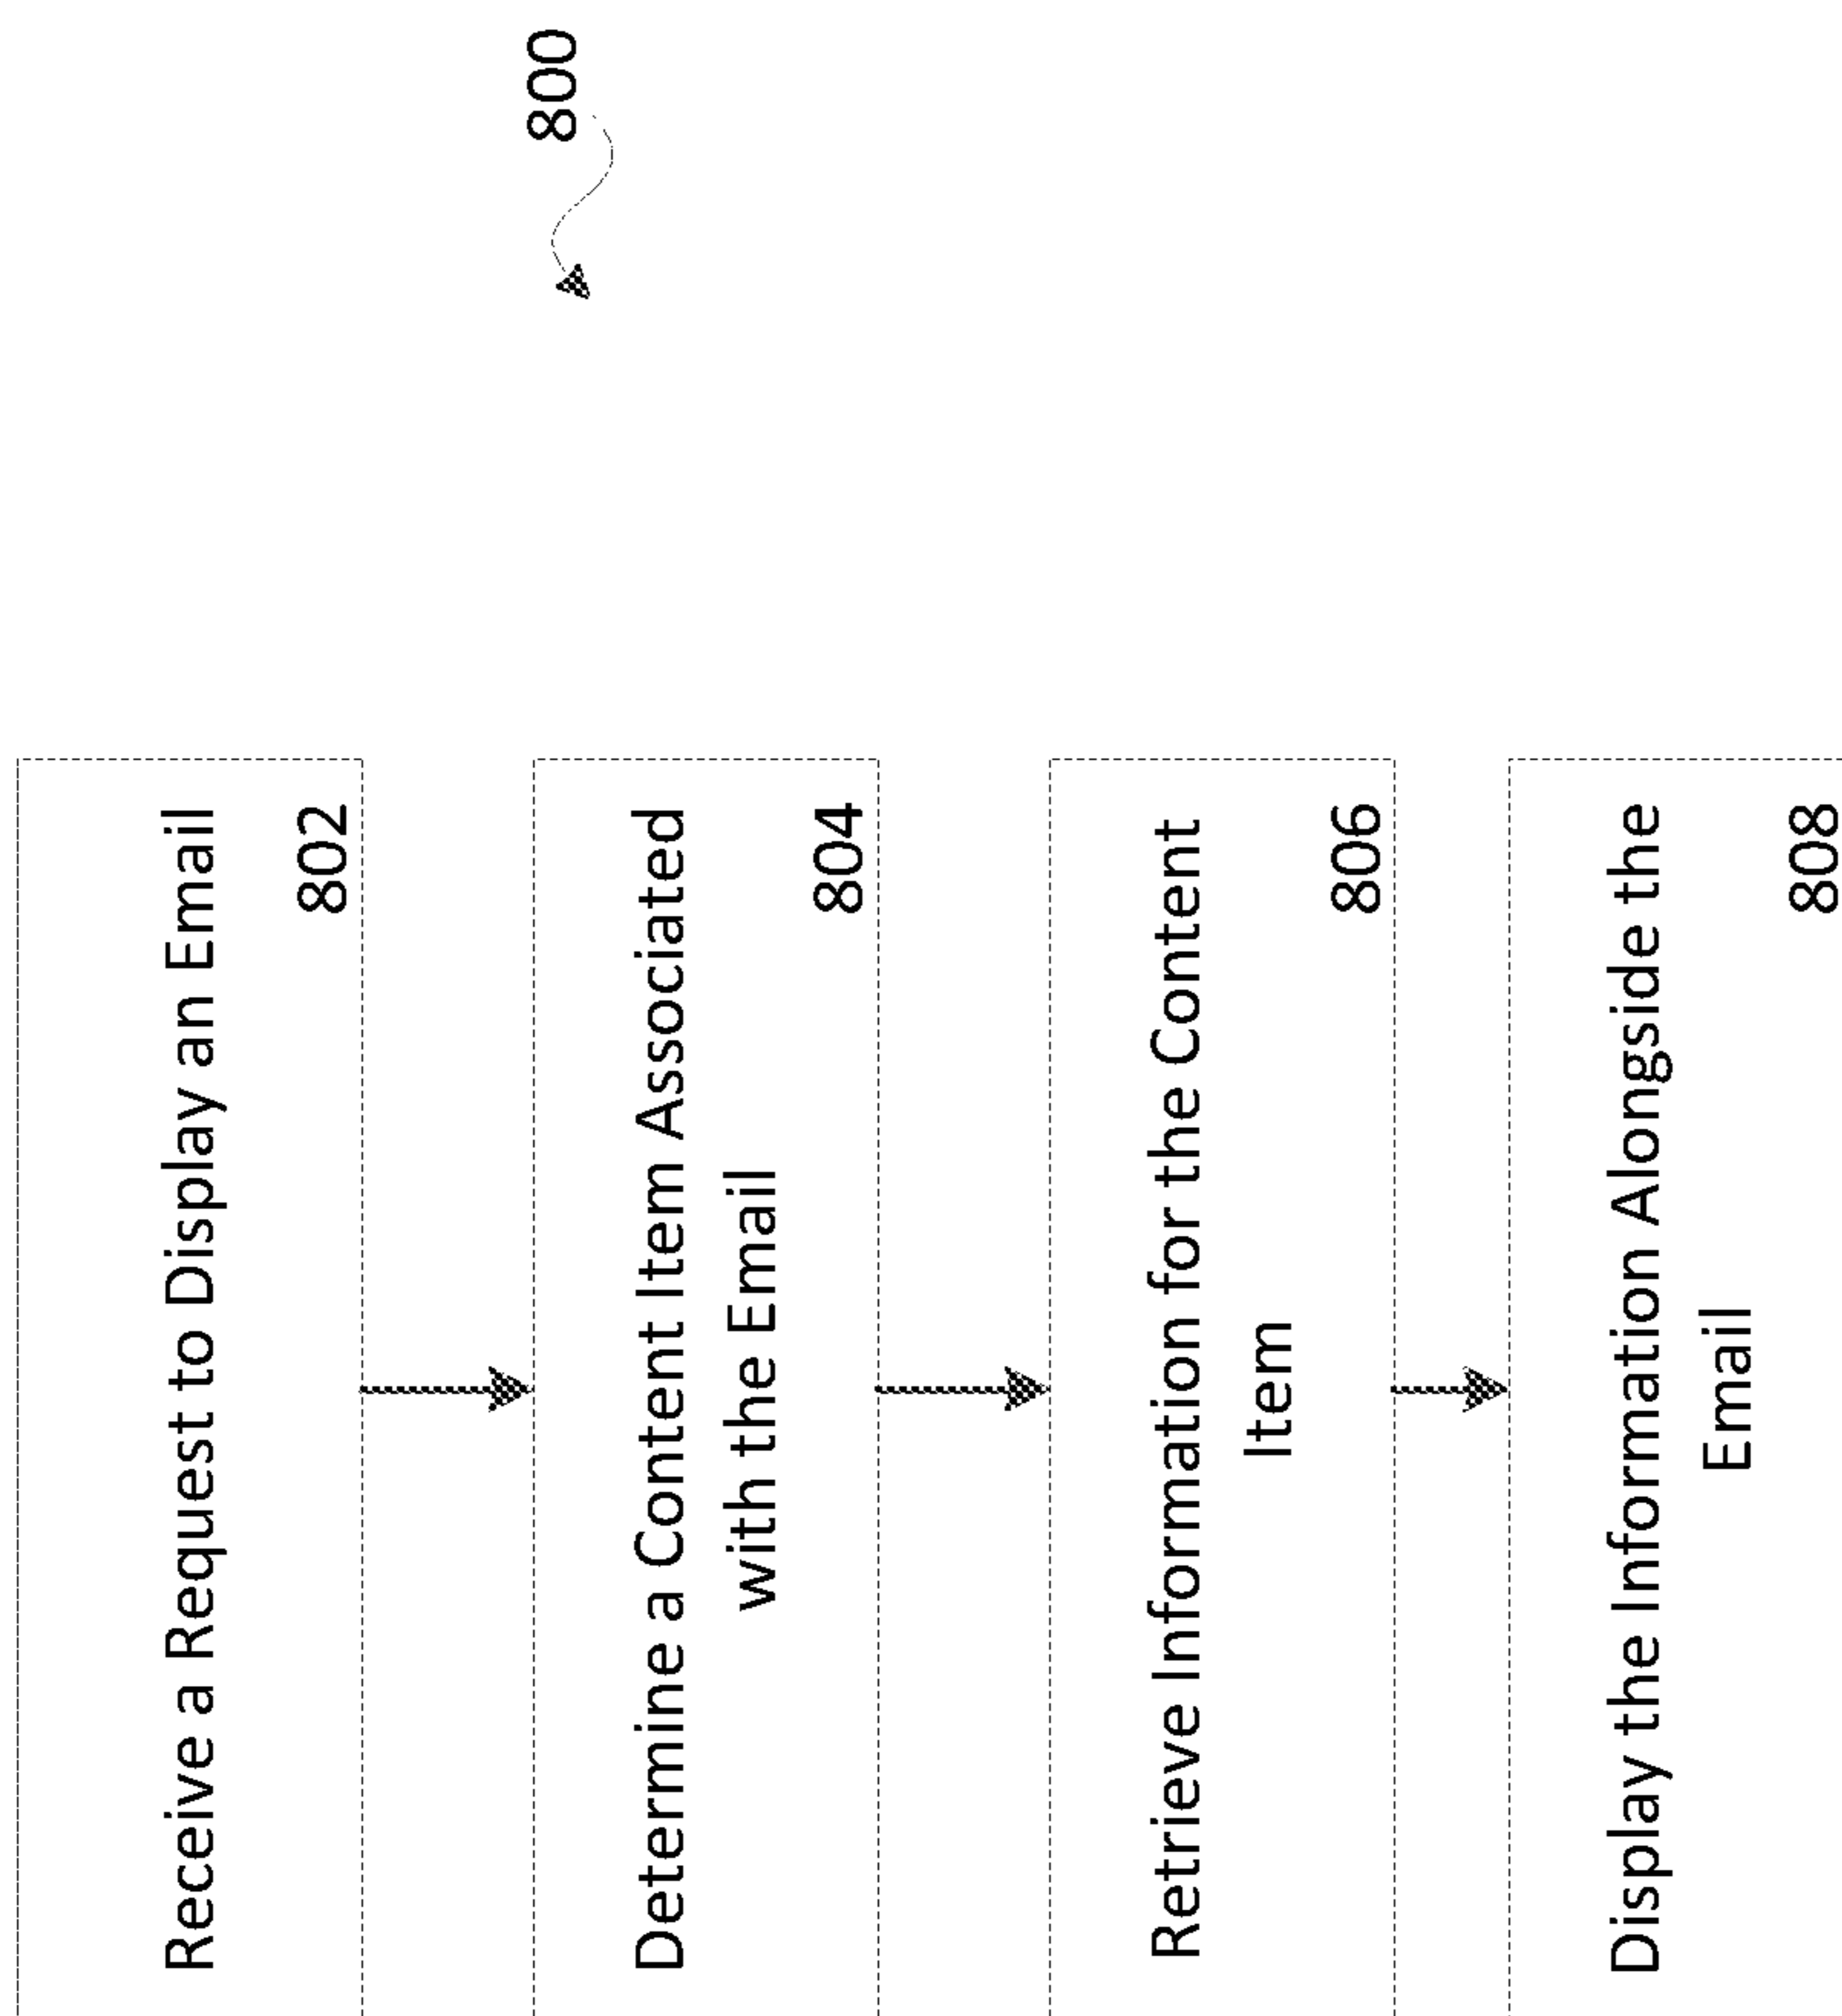 800
Receive a Request to Display an Email
802
Determine a Content Item Associated
with the Email
804
Retrieve Information for the Content
Item
806
Display the Information Alongside the
Email
808